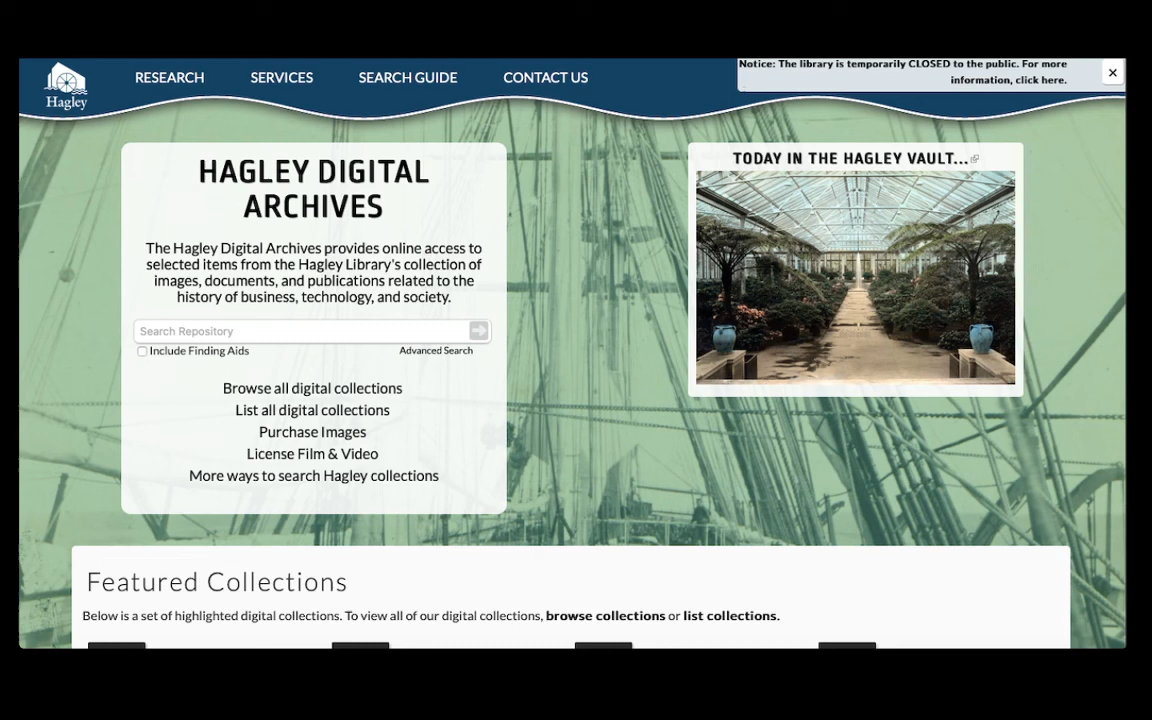 Hagley
RESEARCH
SERVICES
SEARCH GUIDE
CONTACT US
Notice: The library is temporarily CLOSED to the public. For more
information, click here.
×
HAGLEY DIGITAL
ARCHIVES
The Hagley Digital Archives provides online access to
selected items from the Hagley Library's collection of
images, documents, and publications related to the
history of business, technology, and society.
Search Repository
Include Finding Aids
Advanced Search
Browse all digital collections
List all digital collections
Purchase Images
License Film & Video
More ways to search Hagley collections
TODAY IN THE HAGLEY VAULT...
Featured Collections
Below is a set of highlighted digital collections. To view all of our digital collections, browse collections or list collections.